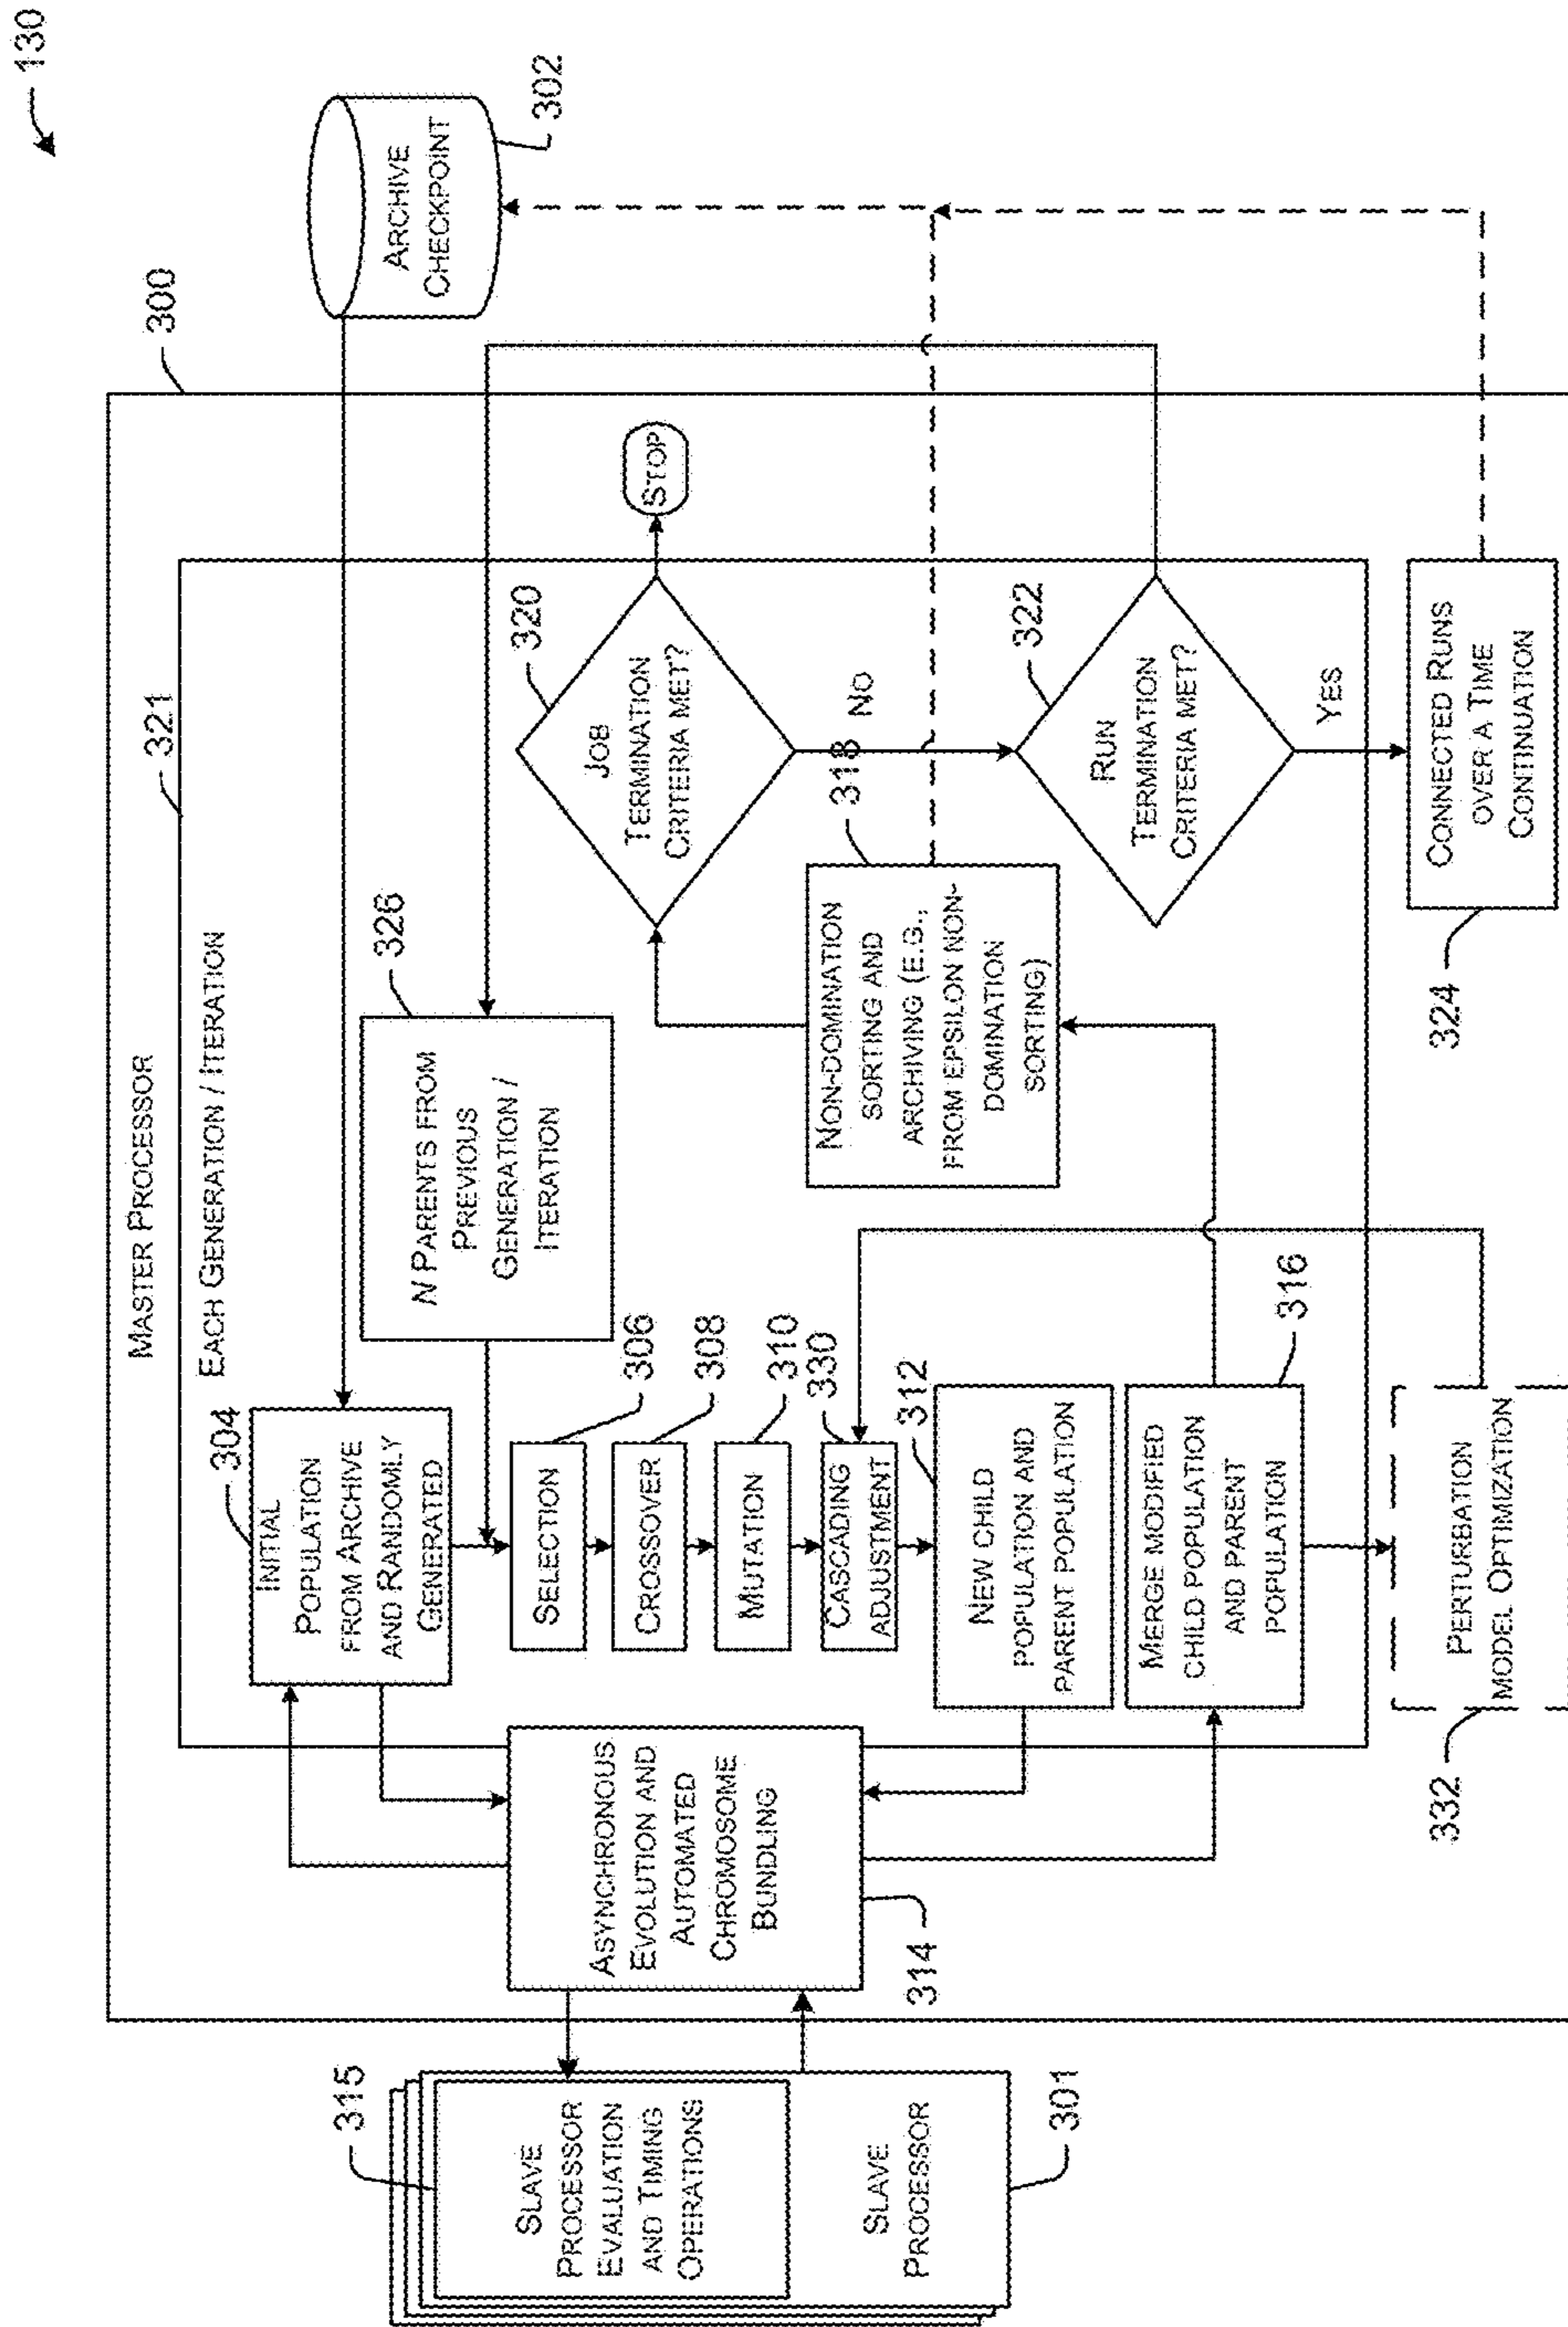 130
300
MASTER PROCESSOR
321
EACH GENERATION / ITERATION
315
SLAVE
PROCESSOR
EVALUATION
AND TIMING
OPERATIONS
SLAVE
PROCESSOR
301
ASYNCHRONOUS
EVOLUTION AND
AUTOMATED
CHROMOSOME
BUNDLING
314
304
INITIAL
POPULATION
FROM ARCHIVE
AND RANDOMLY
GENERATED
SELECTION
306
CROSSOVER
308
MUTATION
310
CASCADING
ADJUSTMENT
330
312
NEW CHILD
POPULATION AND
PARENT POPULATION
MERGE MODIFIED
CHILD POPULATION
AND PARENT
POPULATION
316
PERTURBATION
MODEL OPTIMIZATION
332
326
N PARENTS FROM
PREVIOUS
GENERATION /
ITERATION
NON-DOMINATION
SORTING AND
ARCHIVING (E.G.,
FROM EPSILON NON-
DOMINATION
SORTING)
318
320
JOB
TERMINATION
CRITERIA MET?
STOP
NO
322
RUN
TERMINATION
CRITERIA MET?
YES
CONNECTED RUNS
OVER A TIME
CONTINUATION
324
ARCHIVE
CHECKPOINT
302